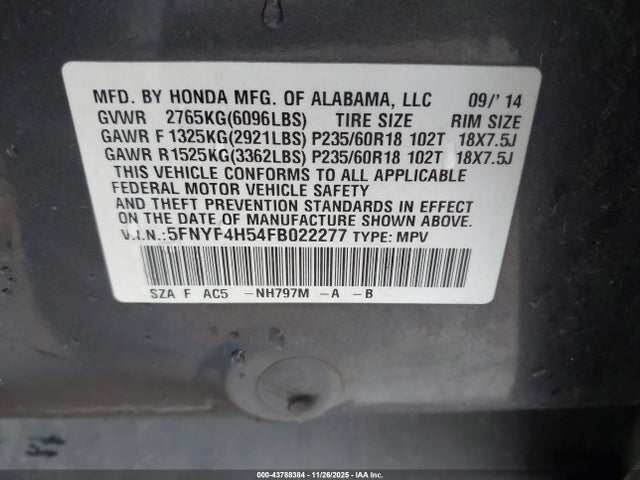 MFD. BY HONDA MFG. OF ALABAMA, LLC 09/' 14
GVWR 2765KG(6096LBS) TIRE SIZE RIM SIZE
GAWR F 1325KG(2921LBS) P235/60R18 102T 18X7.5J
GAWR R1525KG(3362LBS) P235/60R18 102T 18X7.5J
THIS VEHICLE CONFORMS TO ALL APPLICABLE
FEDERAL MOTOR VEHICLE SAFETY
AND THEFT PREVENTION STANDARDS IN EFFECT
ON THE DATE OF MANUFACTURE SHOWN ABOVE.
V.I.N.:5FNYF4H54FB022277 TYPE: MPV
SZA F AC5 -NH797M -A -B
000-43788384 | 11/26/2025 | IAA Inc.